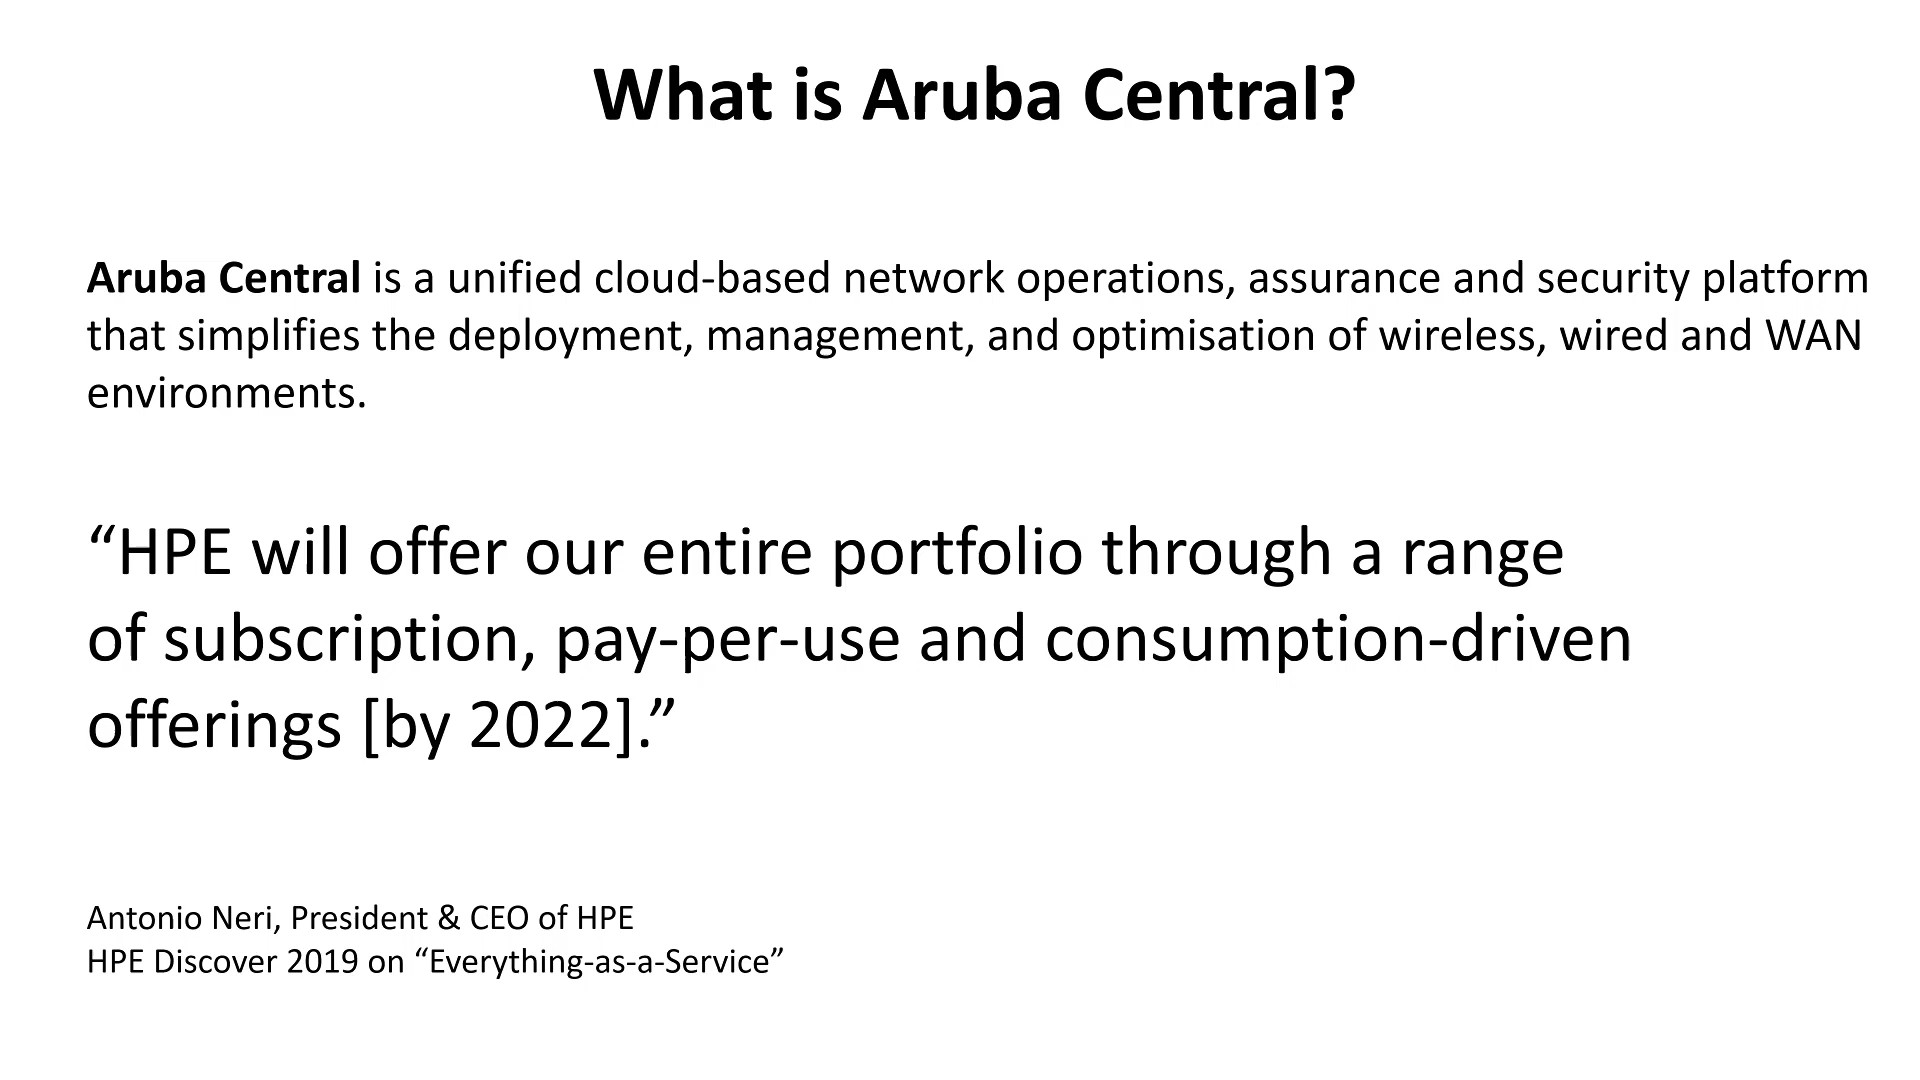 What is Aruba Central?
Aruba Central is a unified cloud-based network operations, assurance and security platform
that simplifies the deployment, management, and optimisation of wireless, wired and WAN
environments.
“HPE will offer our entire portfolio through a range
of subscription, pay-per-use and consumption-driven
offerings [by 2022].”
Antonio Neri, President & CEO of HPE
HPE Discover 2019 on “Everything-as-a-Service”